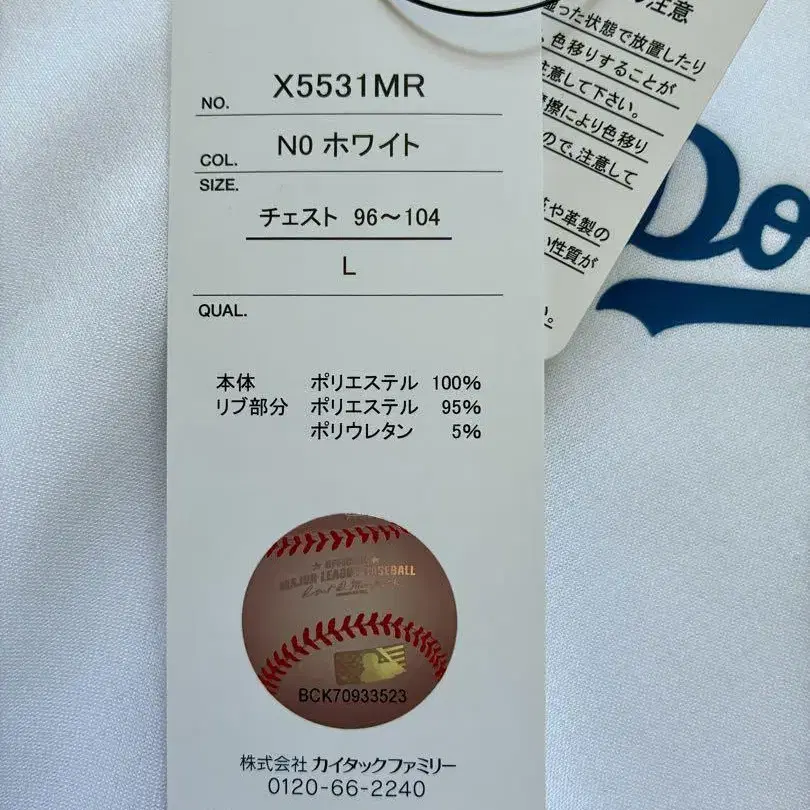 NO. X5531MR
COL. N0 ホワイト
SIZE.
チェスト 96〜104
L
QUAL.
本体 ポリエステル 100%
リブ部分 ポリエステル 95%
ポリウレタン 5%
OFFICIAL
MAJOR LEAGUE BASEBALL
BCK70933523
株式会社 カイタックファミリー
0120-66-2240
の注意
湿った状態で放置したり
、色移りすることが
注意して下さい。
摩擦により色移り
ので、注意して
や革製の
い性質が
。
Do